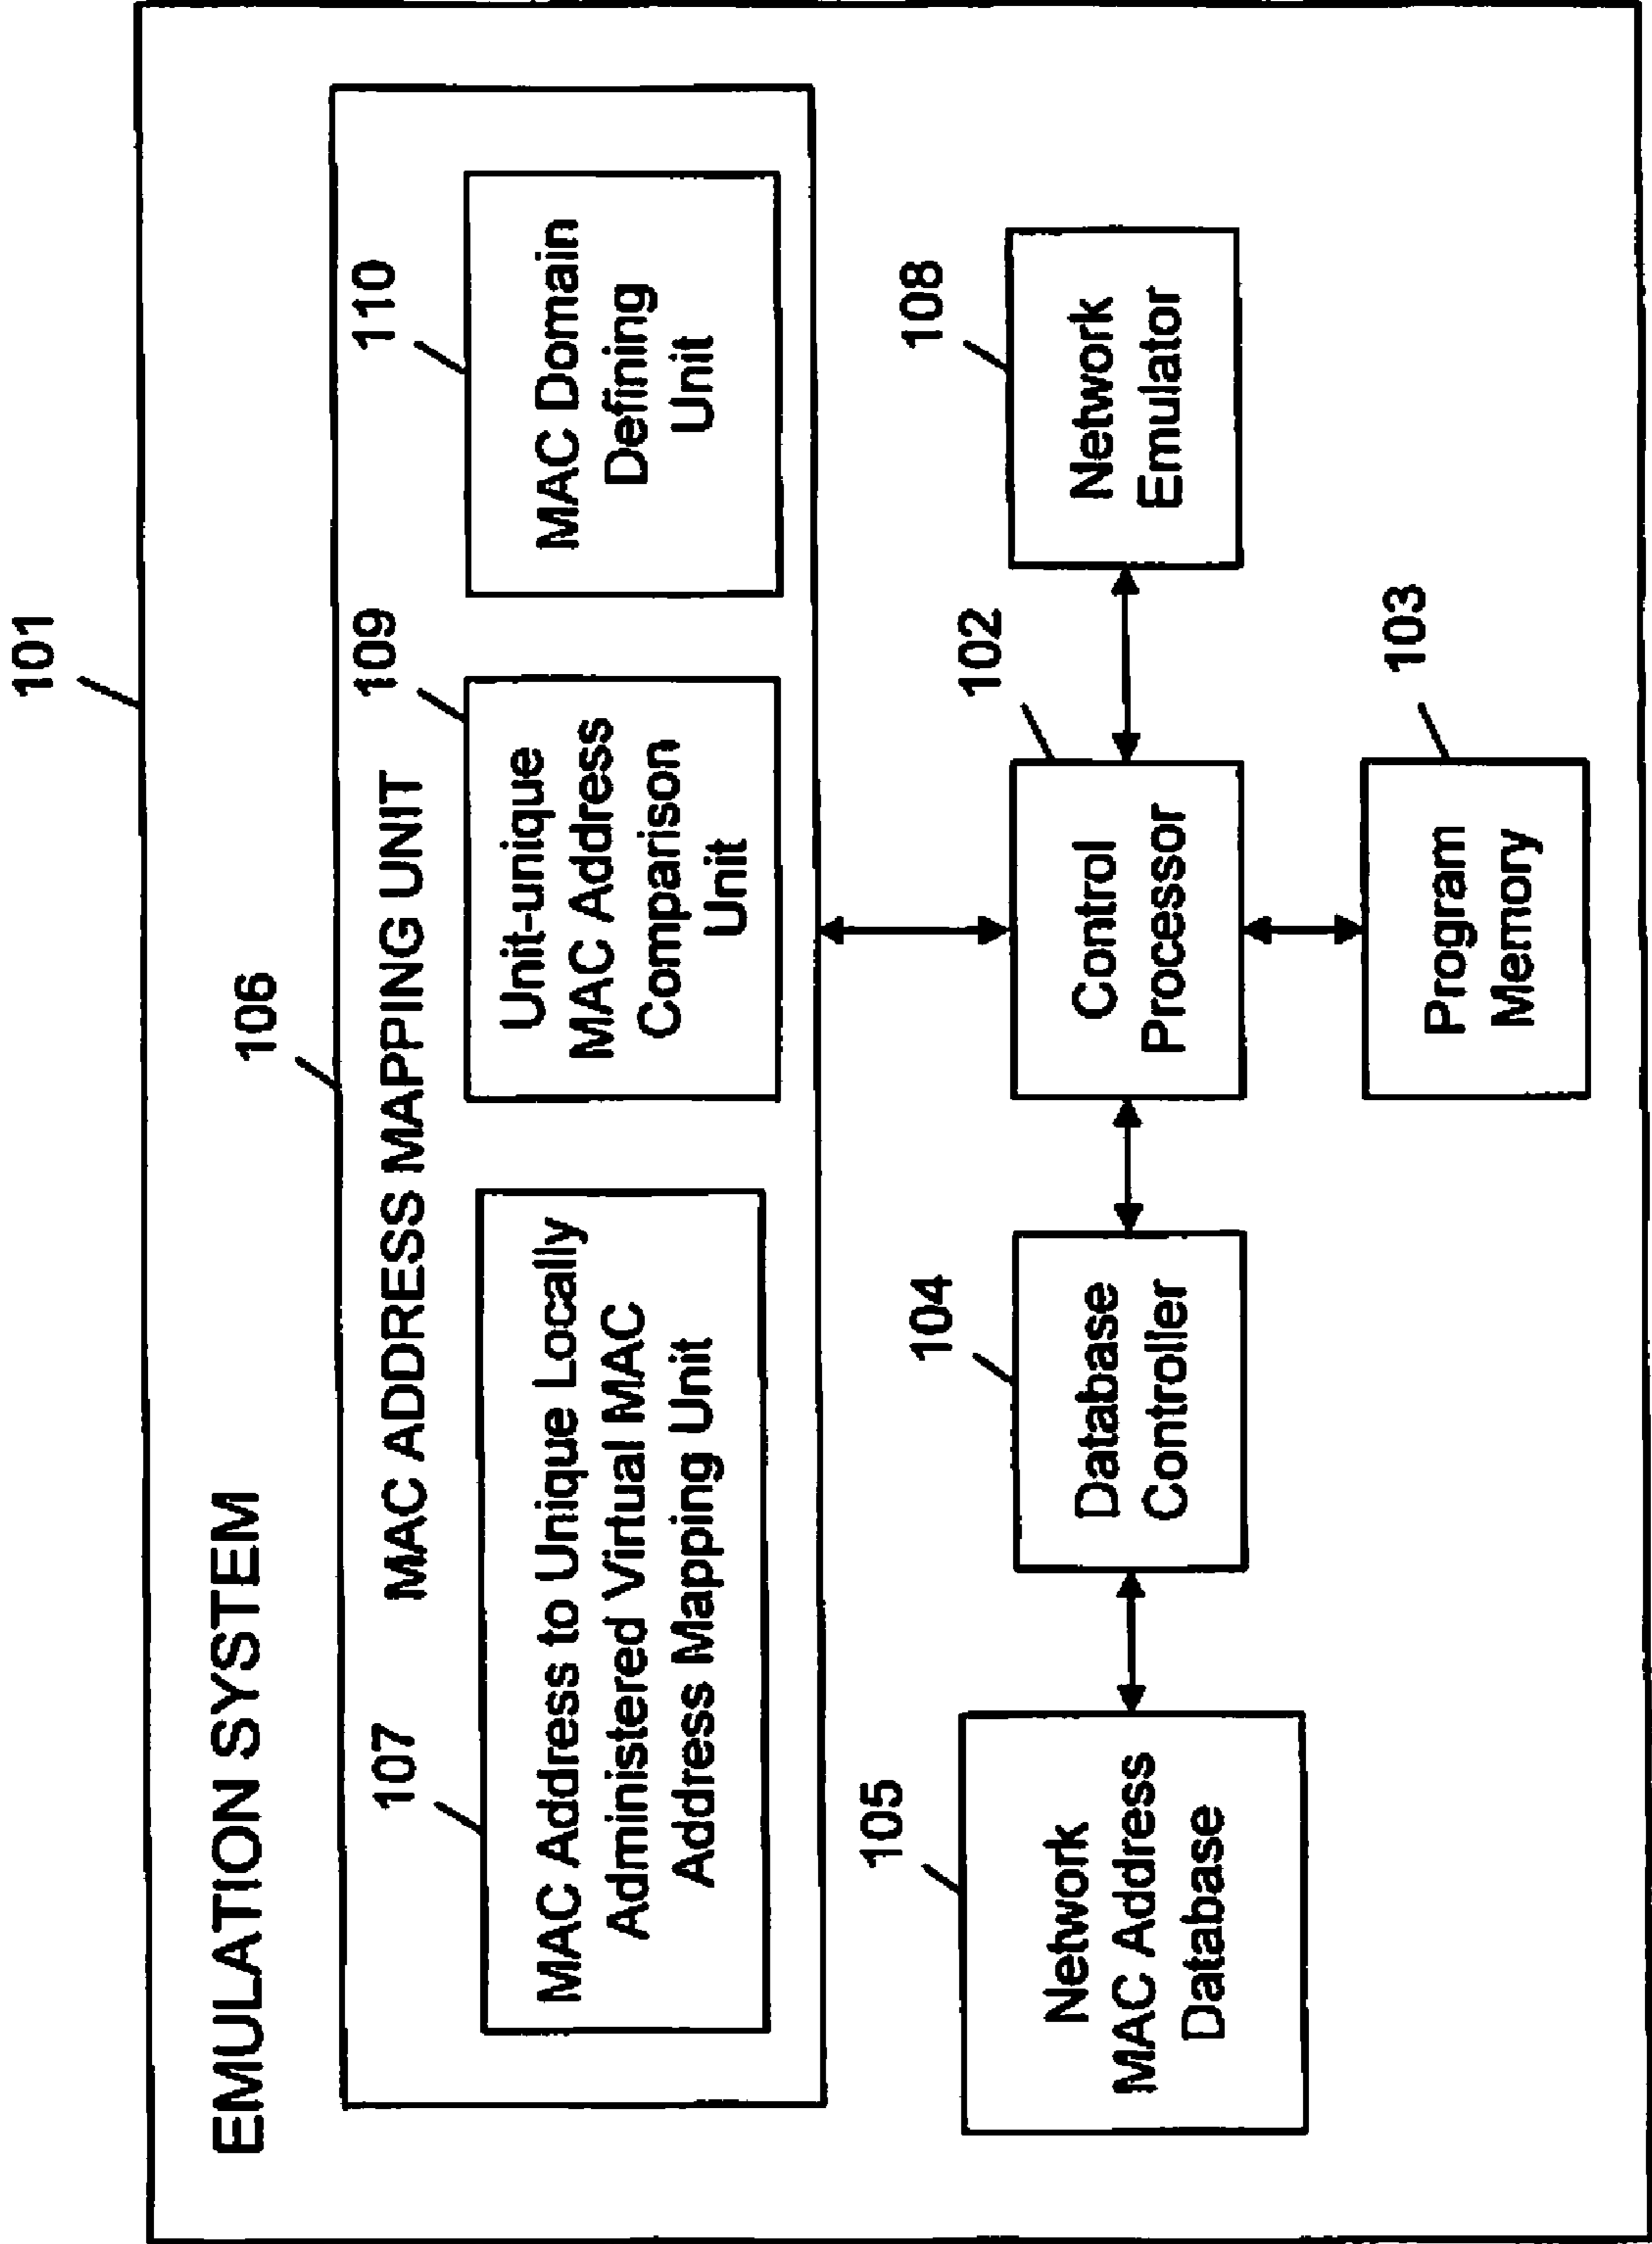 101
EMULATION SYSTEM
106
MAC ADDRESS MAPPING UNIT
107
MAC Address to Unique Locally
Administered Virtual MAC
Address Mapping Unit
109
Unit-unique
MAC Address
Comparison
Unit
110
MAC Domain
Defining
Unit
105
Network
MAC Address
Database
104
Database
Controller
102
Control
Processor
108
Network
Emulator
103
Program
Memory